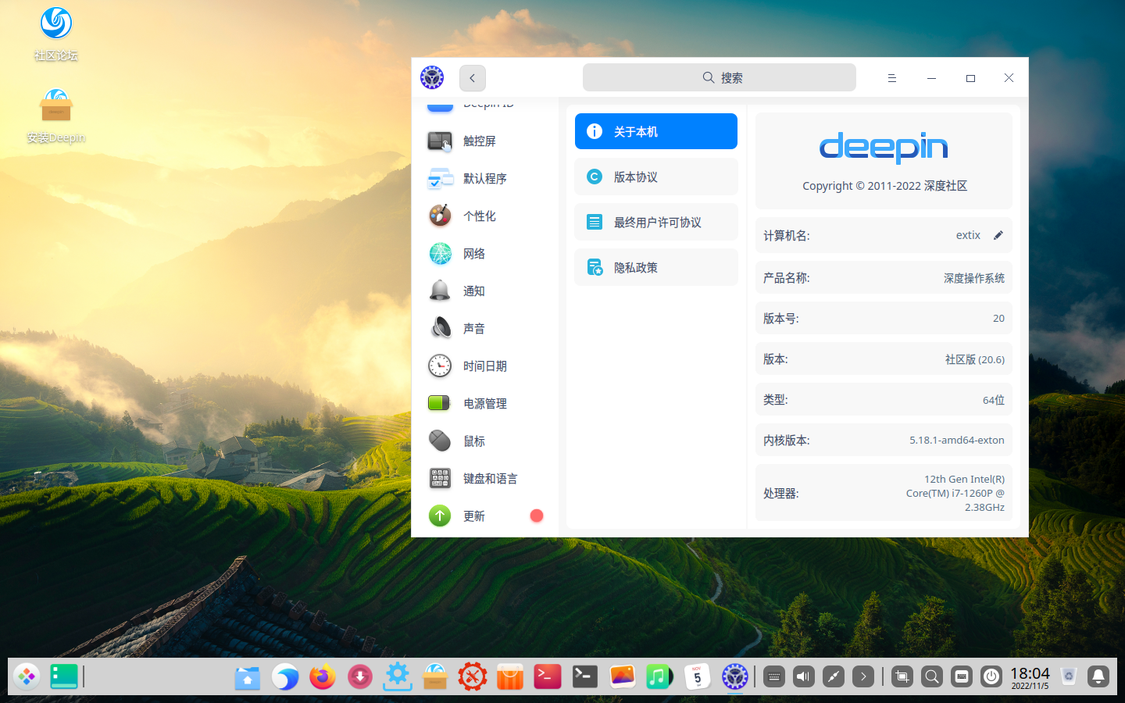 社区论坛
安装Deepin
搜索
Deepin ID
触控屏
默认程序
个性化
网络
通知
声音
时间日期
电源管理
鼠标
键盘和语言
更新
关于本机
版本协议
最终用户许可协议
隐私政策
deepin
Copyright © 2011-2022 深度社区
计算机名: extix
产品名称: 深度操作系统
版本号: 20
版本: 社区版 (20.6)
类型: 64位
内核版本: 5.18.1-amd64-exton
处理器: 12th Gen Intel(R)
Core(TM) i7-1260P @
2.38GHz
NOV
5
18:04
2022/11/5